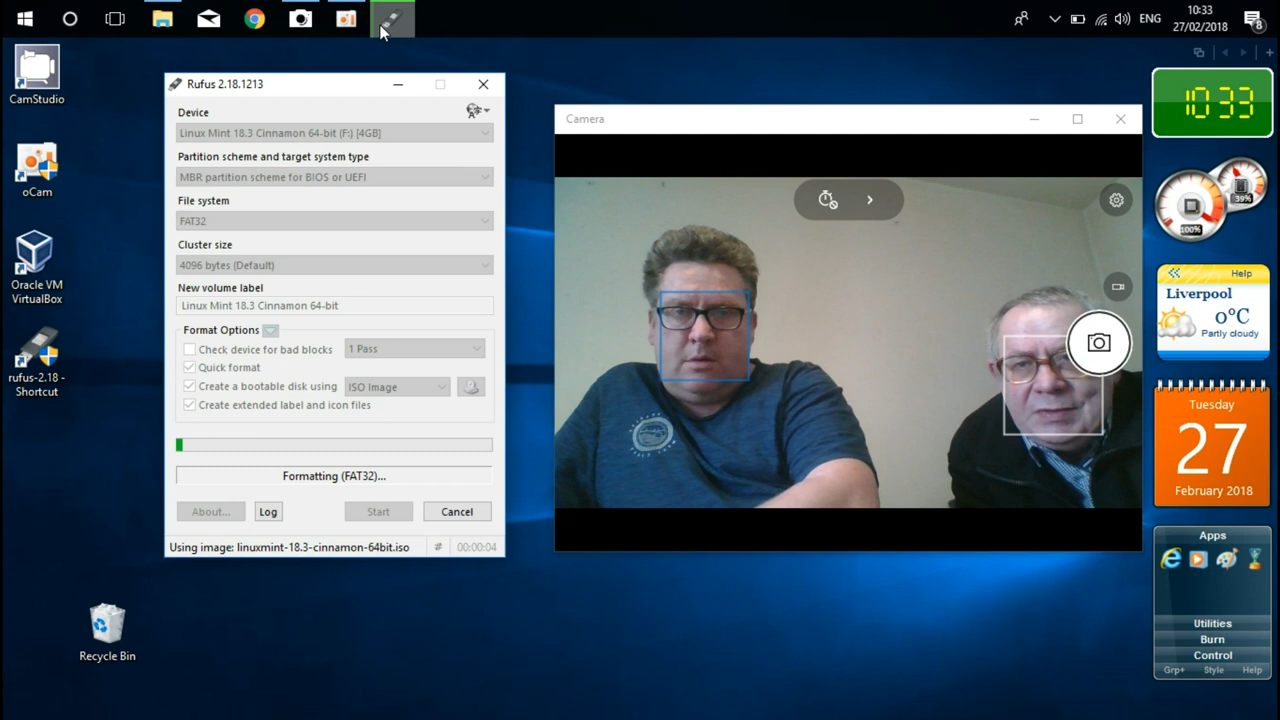 ENG
10:33
27/02/2018
8
CamStudio
oCam
Oracle VM
VirtualBox
rufus-2.18 -
Shortcut
Recycle Bin
Rufus 2.18.1213
Device
Linux Mint 18.3 Cinnamon 64-bit (F:) [4GB]
Partition scheme and target system type
MBR partition scheme for BIOS or UEFI
File system
FAT32
Cluster size
4096 bytes (Default)
New volume label
Linux Mint 18.3 Cinnamon 64-bit
Format Options
Check device for bad blocks 1 Pass
Quick format
Create a bootable disk using ISO Image
Create extended label and icon files
Formatting (FAT32)...
About... Log Start Cancel
Using image: linuxmint-18.3-cinnamon-64bit.iso # 00:00:04
Camera
10 33
39%
100%
Help
Liverpool
0°C
Partly cloudy
Tuesday
27
February 2018
Apps
Utilities
Burn
Control
Grp+ Style Help